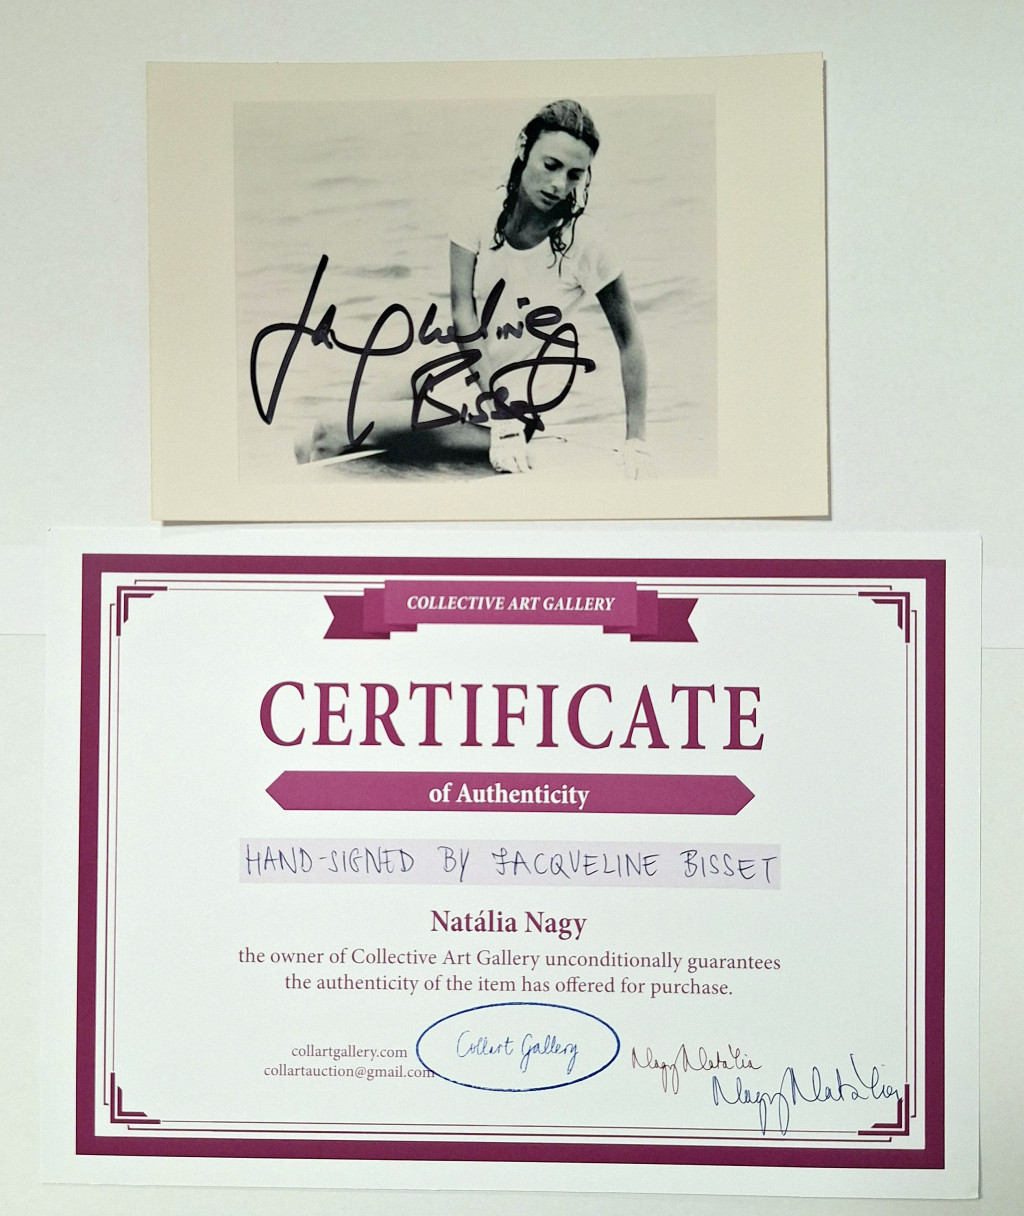 Jacqueline
Bisset
COLLECTIVE ART GALLERY
CERTIFICATE
of Authenticity
HAND-SIGNED BY JACQUELINE BISSET
Natália Nagy
the owner of Collective Art Gallery unconditionally guarantees
the authenticity of the item has offered for purchase.
collartgallery.com
collartauction@gmail.com
Collart Gallery
Nagy Natália
Nagy Natália